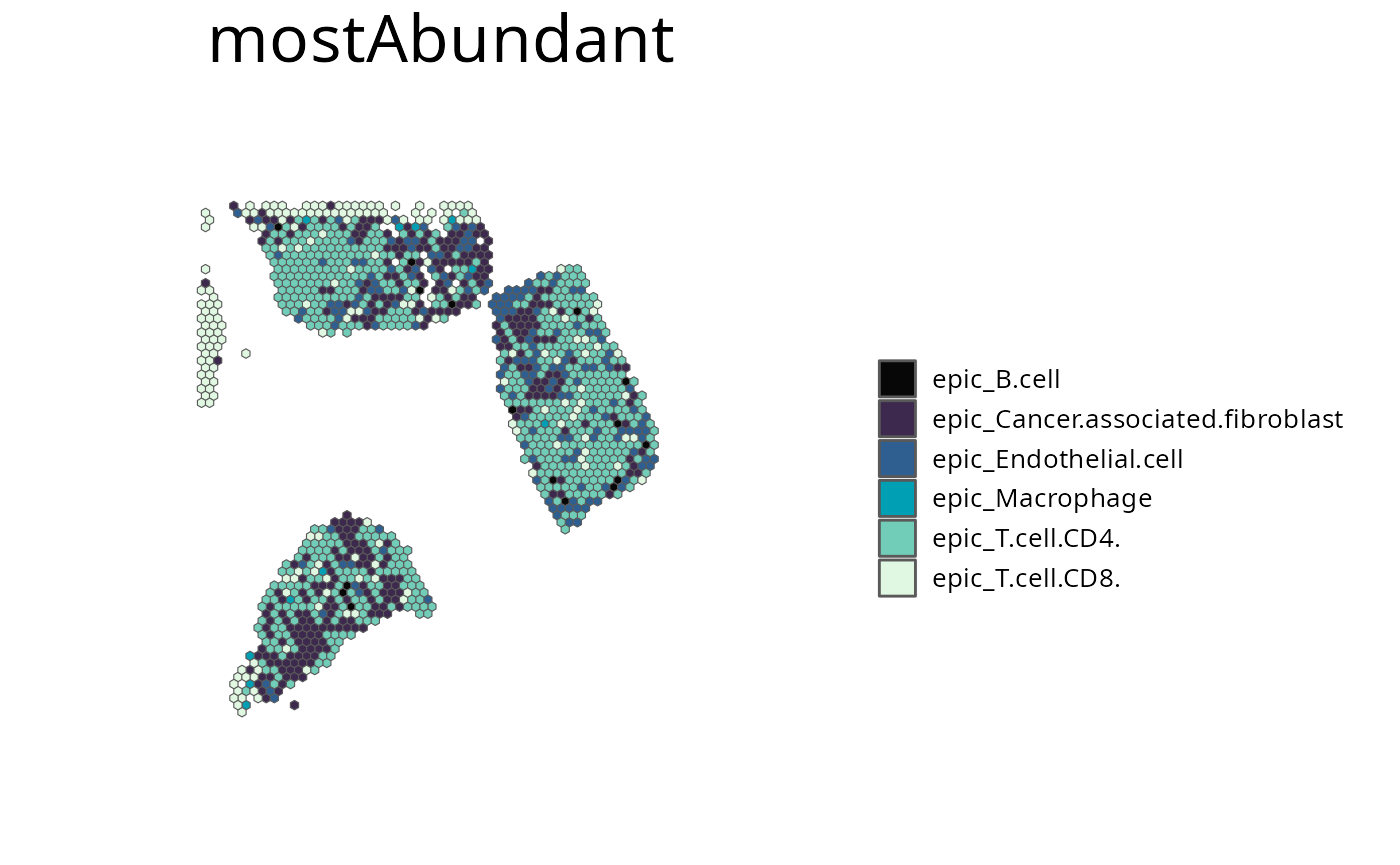 mostAbundant
epic_B.cell
epic_Cancer.associated.fibroblast
epic_Endothelial.cell
epic_Macrophage
epic_T.cell.CD4.
epic_T.cell.CD8.